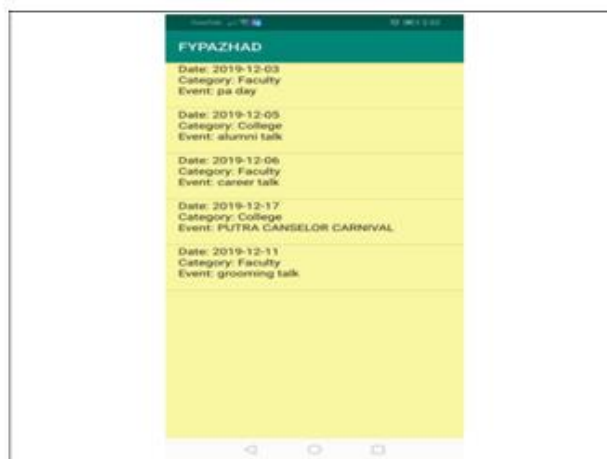 FYPAZHAD
Date: 2019-12-03
Category: Faculty
Event: pa day
Date: 2019-12-05
Category: College
Event: alumni talk
Date: 2019-12-06
Category: Faculty
Event: career talk
Date: 2019-12-17
Category: College
Event: PUTRA CANSELOR CARNIVAL
Date: 2019-12-11
Category: Faculty
Event: grooming talk